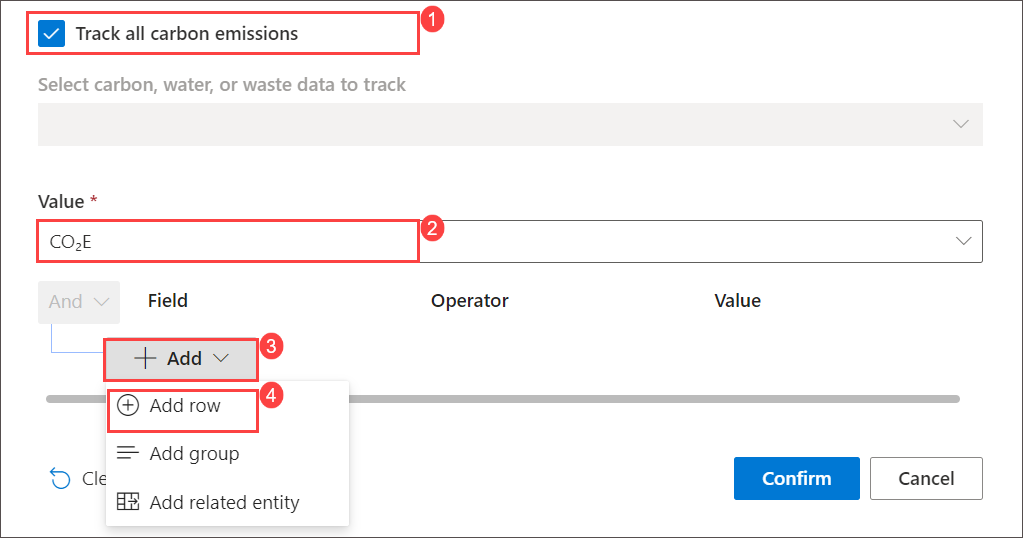 Track all carbon emissions 1
Select carbon, water, or waste data to track
Value *
CO₂E 2
And Field Operator Value
Add 3
Add row 4
Add group
Cle
Add related entity
Confirm Cancel